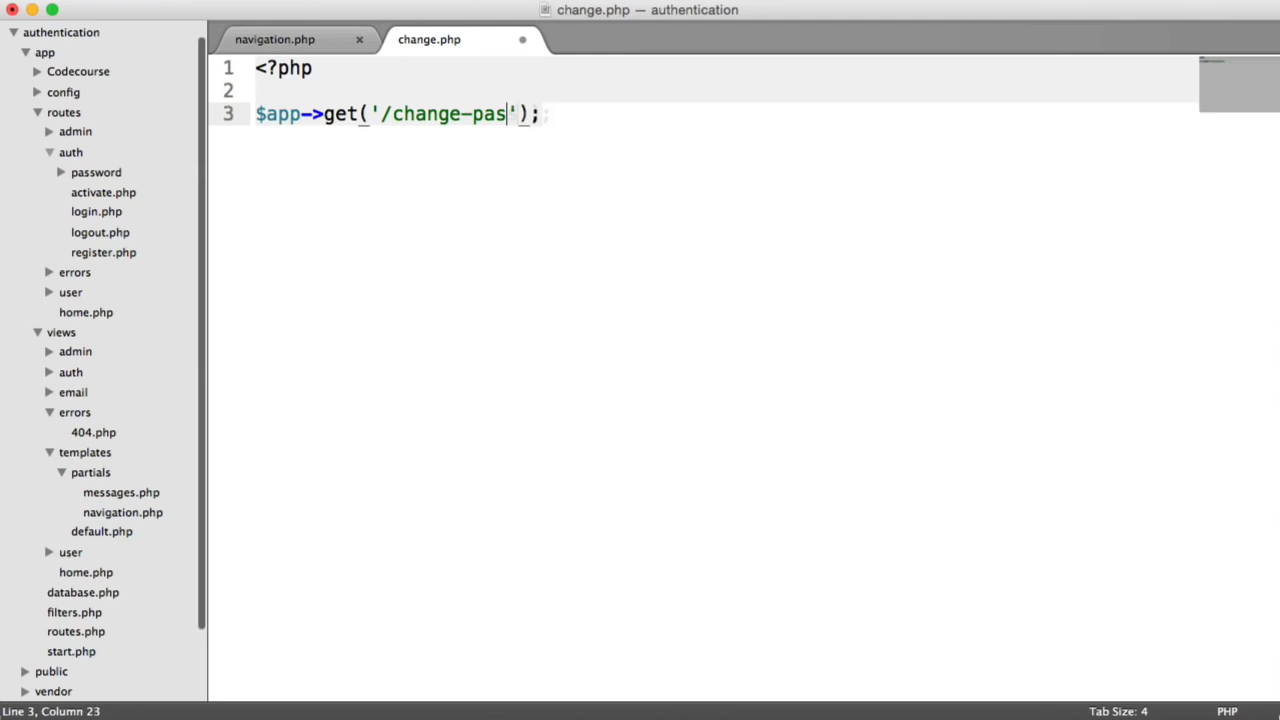 change.php — authentication
authentication
app
Codecourse
config
routes
admin
auth
password
activate.php
login.php
logout.php
register.php
errors
user
home.php
views
admin
auth
email
errors
404.php
templates
partials
messages.php
navigation.php
default.php
user
home.php
database.php
filters.php
routes.php
start.php
public
vendor
navigation.php
change.php
1 <?php
2
3 $app->get('/change-pas');
Line 3, Column 23
Tab Size: 4
PHP